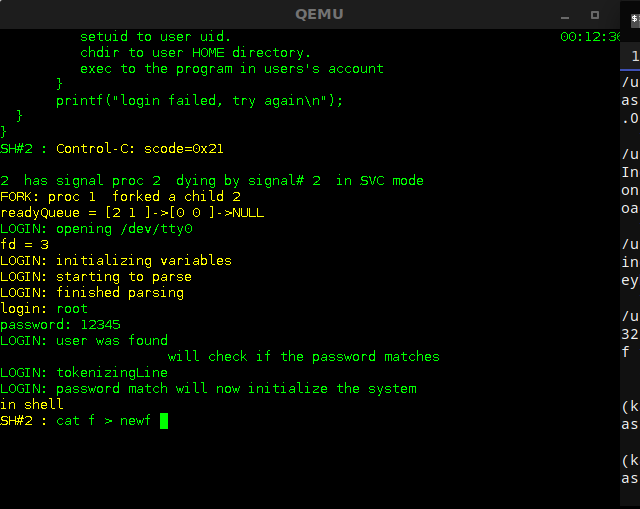 QEMU
setuid to user uid.
00:12:36
chdir to user HOME directory.
exec to the program in users's account
}
printf("login failed, try again\n");
}
}
SH#2 : Control-C: scode=0x21
2 has signal proc 2 dying by signal# 2 in SVC mode
FORK: proc 1 forked a child 2
readyQueue = [2 1 ]->[0 0 ]->NULL
LOGIN: opening /dev/tty0
fd = 3
LOGIN: initializing variables
LOGIN: starting to parse
LOGIN: finished parsing
login: root
password: 12345
LOGIN: user was found
will check if the password matches
LOGIN: tokenizingLine
LOGIN: password match will now initialize the system
in shell
SH#2 : cat f > newf
1
/u
as
.0
/u
In
on
oa
/u
in
ey
/u
32
f
(k
as
(k
as